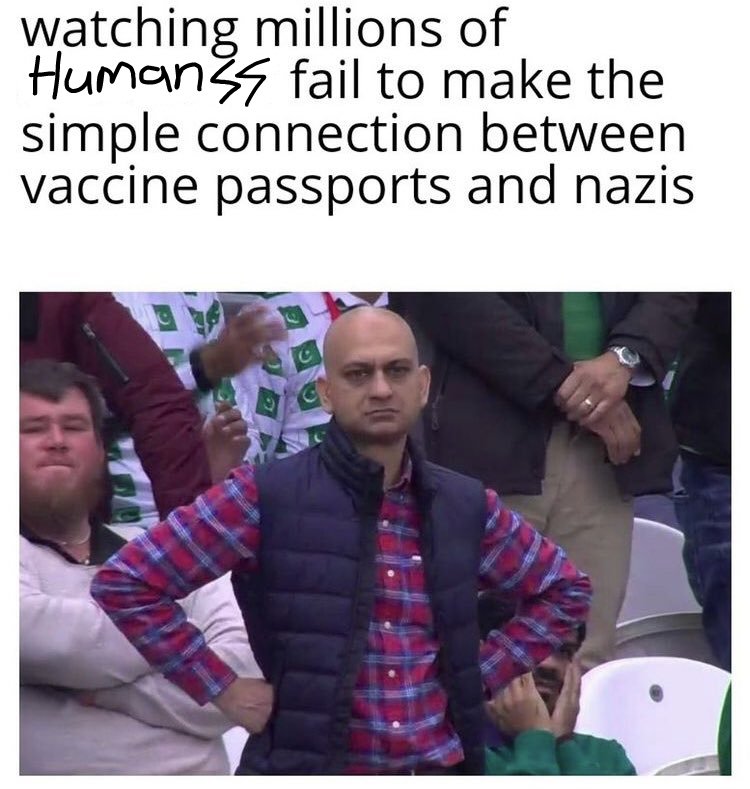 watching millions of
Humanss fail to make the
simple connection between
vaccine passports and nazis